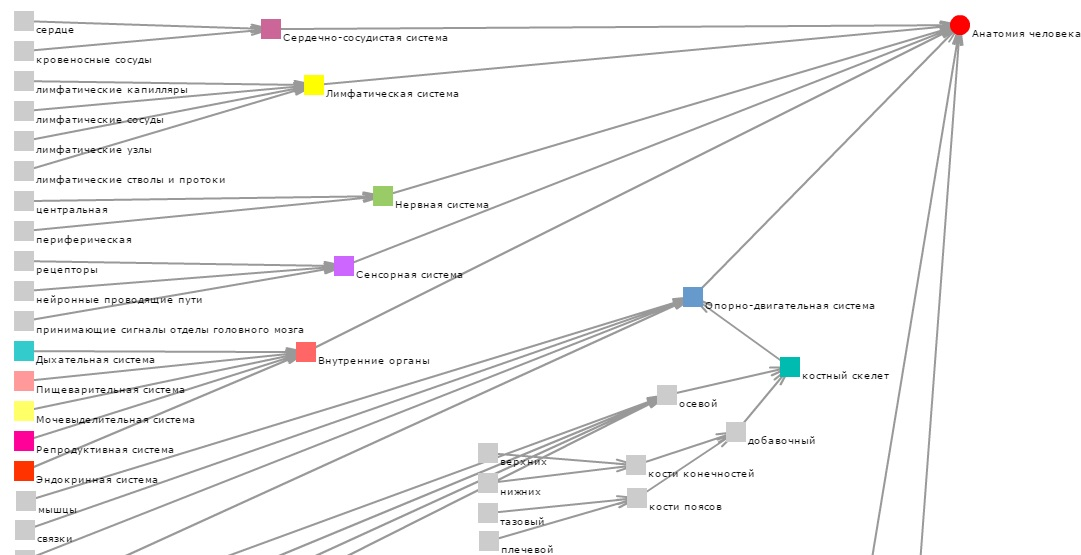 сердце
Сердечно-сосудистая система
Анатомия человека
кровеносные сосуды
лимфатические капилляры
Лимфатическая система
лимфатические сосуды
лимфатические узлы
лимфатические стволы и протоки
центральная
Нервная система
периферическая
рецепторы
Сенсорная система
нейронные проводящие пути
Опорно-двигательная система
принимающие сигналы отделы головного мозга
Дыхательная система
Внутренние органы
костный скелет
Пищеварительная система
осевой
Мочевыделительная система
добавочный
Репродуктивная система
верхних
кости конечностей
Эндокринная система
нижних
мышцы
кости поясов
тазовый
связки
плечевой